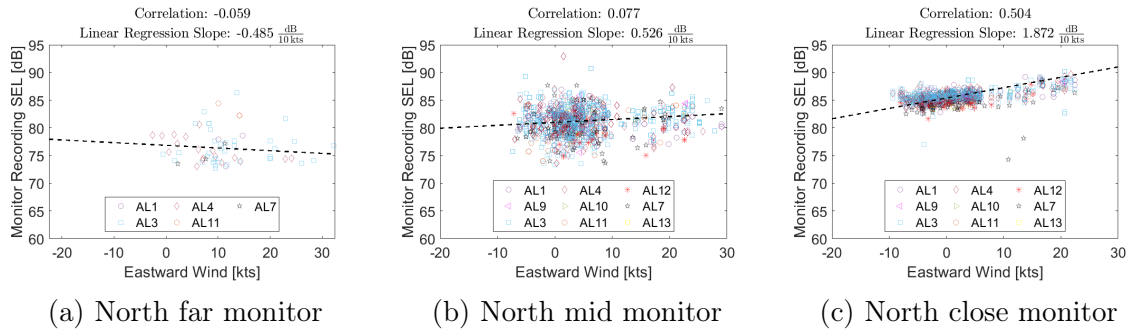 Correlation: -0.059
Linear Regression Slope: -0.485 dB/10 kts
Monitor Recording SEL [dB]
95
90
85
80
75
70
65
60
AL1
AL4
AL7
AL3
AL11
-20 -10 0 10 20 30
Eastward Wind [kts]
(a) North far monitor
Correlation: 0.077
Linear Regression Slope: 0.526 dB/10 kts
Monitor Recording SEL [dB]
95
90
85
80
75
70
65
60
AL1 AL4 AL12
AL9 AL10 AL7
AL3 AL11 AL13
-20 -10 0 10 20 30
Eastward Wind [kts]
(b) North mid monitor
Correlation: 0.504
Linear Regression Slope: 1.872 dB/10 kts
Monitor Recording SEL [dB]
95
90
85
80
75
70
65
60
AL1 AL4 AL12
AL9 AL10 AL7
AL3 AL11 AL13
-20 -10 0 10 20 30
Eastward Wind [kts]
(c) North close monitor